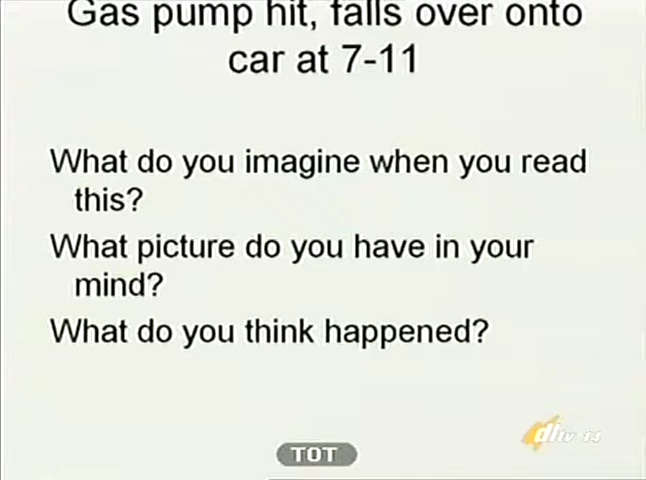 Gas pump hit, falls over onto
car at 7-11
What do you imagine when you read
this?
What picture do you have in your
mind?
What do you think happened?
dltv
TOT